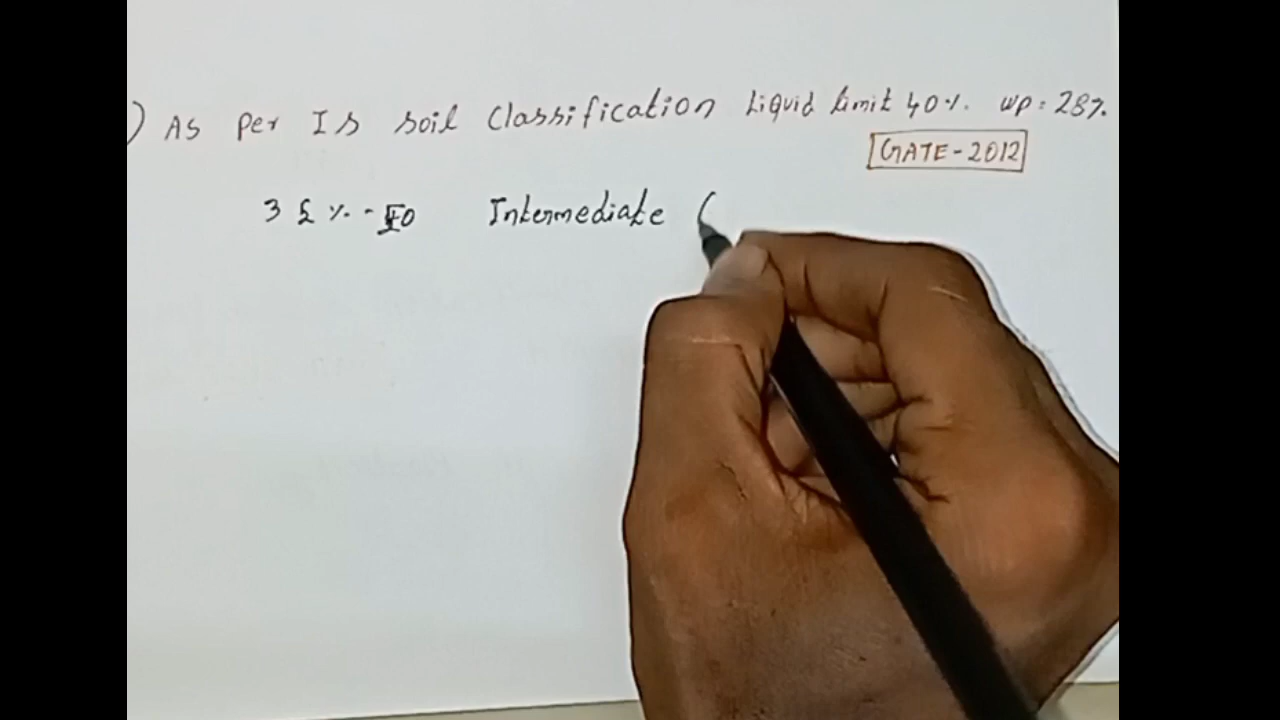 ) As per IS soil classification liquid limit 40%. wp = 28%.
GATE - 2012
35 % - 50 Intermediate (